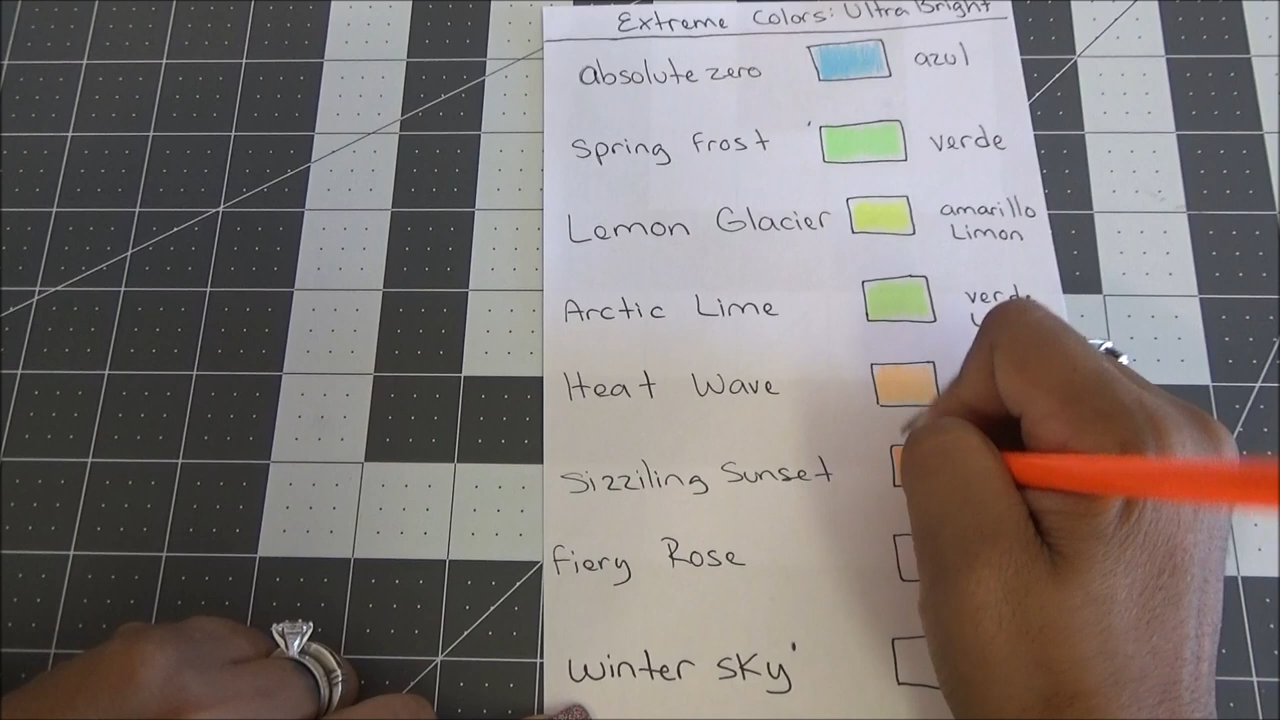 Extreme Colors: Ultra Bright
absolute zero azul
Spring Frost verde
Lemon Glacier amarillo
Limon
Arctic Lime verde
Heat Wave
Sizziling Sunset
fiery Rose
Winter sky